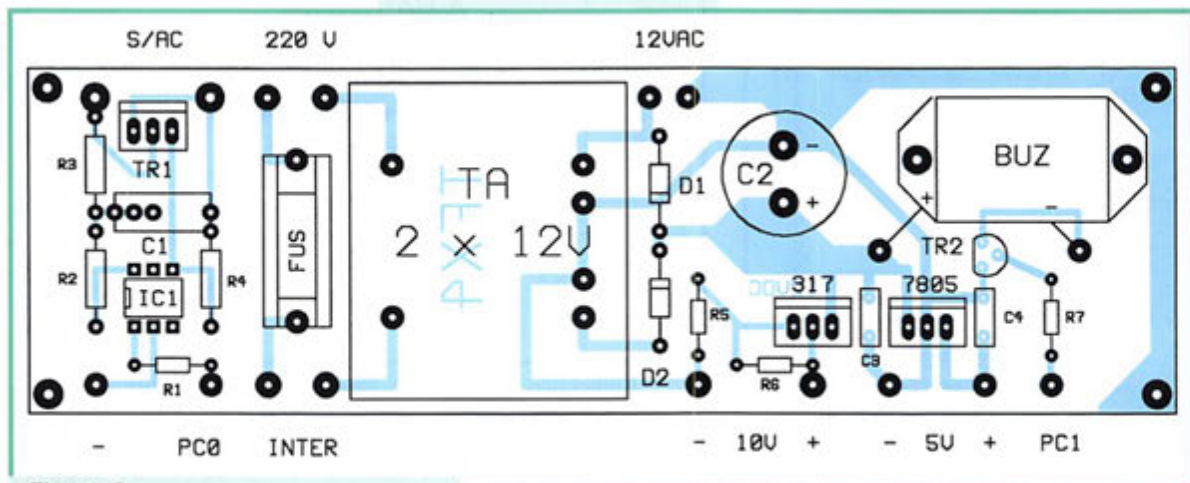 S/AC 220 V 12VAC
R3
TR1
C1
R2
IC1
R4
R1
FUS
TA
2 x 12V
D1
D2
C2
-
+
BUZ
+
-
TR2
317
7805
R5
R6
C3
C4
R7
- PC0 INTER - 10V + - 5V + PC1